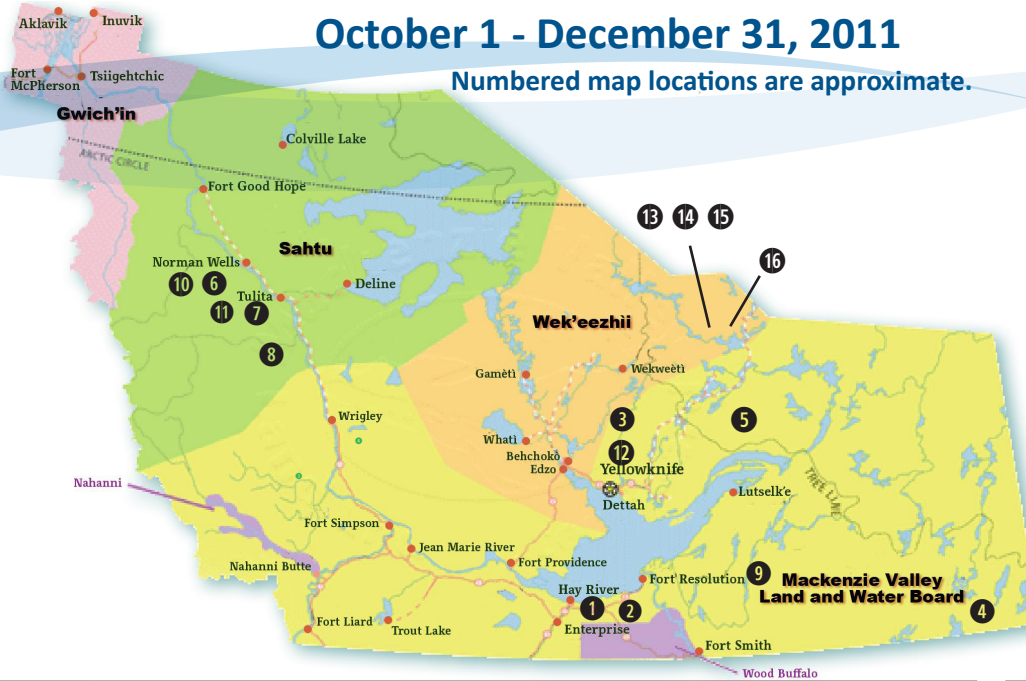 October 1 - December 31, 2011
Numbered map locations are approximate.
Aklavik
Inuvik
Fort
McPherson
Tsiigehtchic
Gwich'in
ARCTIC CIRCLE
Colville Lake
Fort Good Hope
Sahtu
Norman Wells
10
6
Tulita
11
7
Deline
8
13 14 15
16
Wek'eezhii
Gamètì
Wekweètì
Wrigley
3
5
Whatì
12
Behchokò
Edzo
Yellowknife
Dettah
Lutselk'e
TREE LINE
Nahanni
Fort Simpson
Jean Marie River
Nahanni Butte
Fort Providence
Fort Resolution
9
Mackenzie Valley
Land and Water Board
Hay River
1
2
4
Enterprise
Fort Liard
Trout Lake
Fort Smith
Wood Buffalo